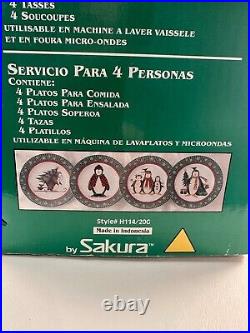 4 TASSES
4 SOUCOUPES
UTILISABLE EN MACHINE A LAVER VAISSELE
ET EN FOURA MICRO-ONDES
SERVICIO PARA 4 PERSONAS
CONTIENE:
4 PLATOS PARA COMIDA
4 PLATOS PARA ENSALADA
4 PLATOS SOPEROA
4 TAZAS
4 PLATILLOS
UTILIZABLE EN MÁQUINA DE LAVAPLATOS Y MICROONDAS
Style# H114/20G
Made in Indonesia
by Sakura™